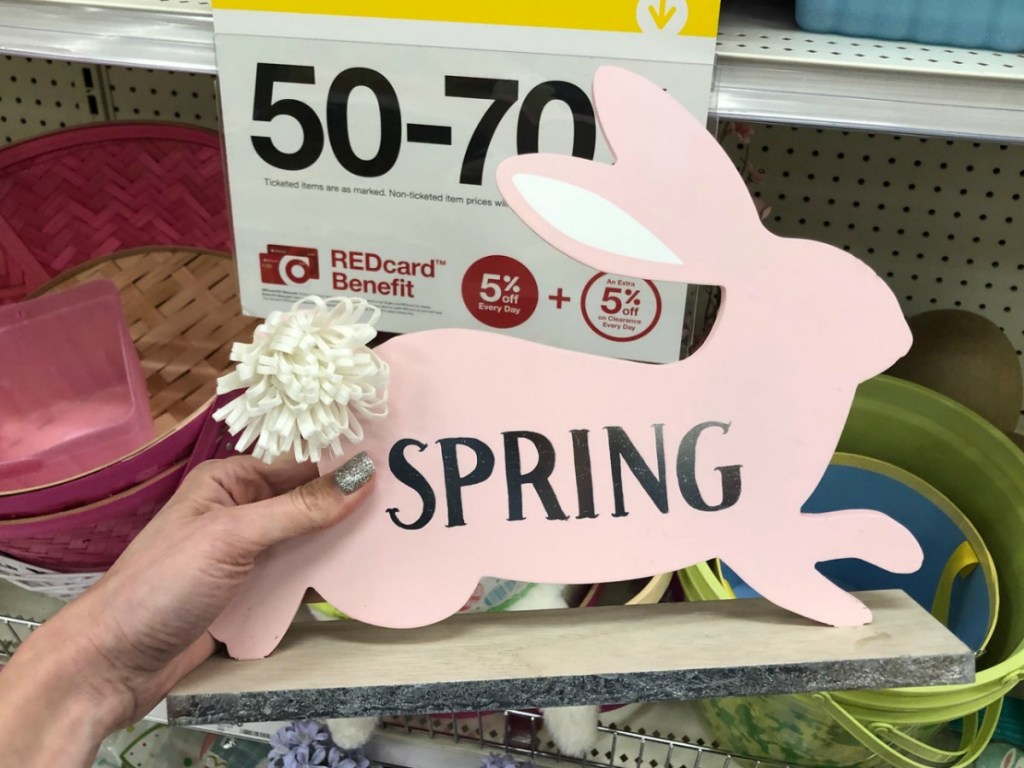 50-70
Ticketed items are as marked. Non-ticketed item prices
REDcard™
Benefit
5%
off
Every Day
+
An Extra
5%
off
on Clearance
Every Day
SPRING